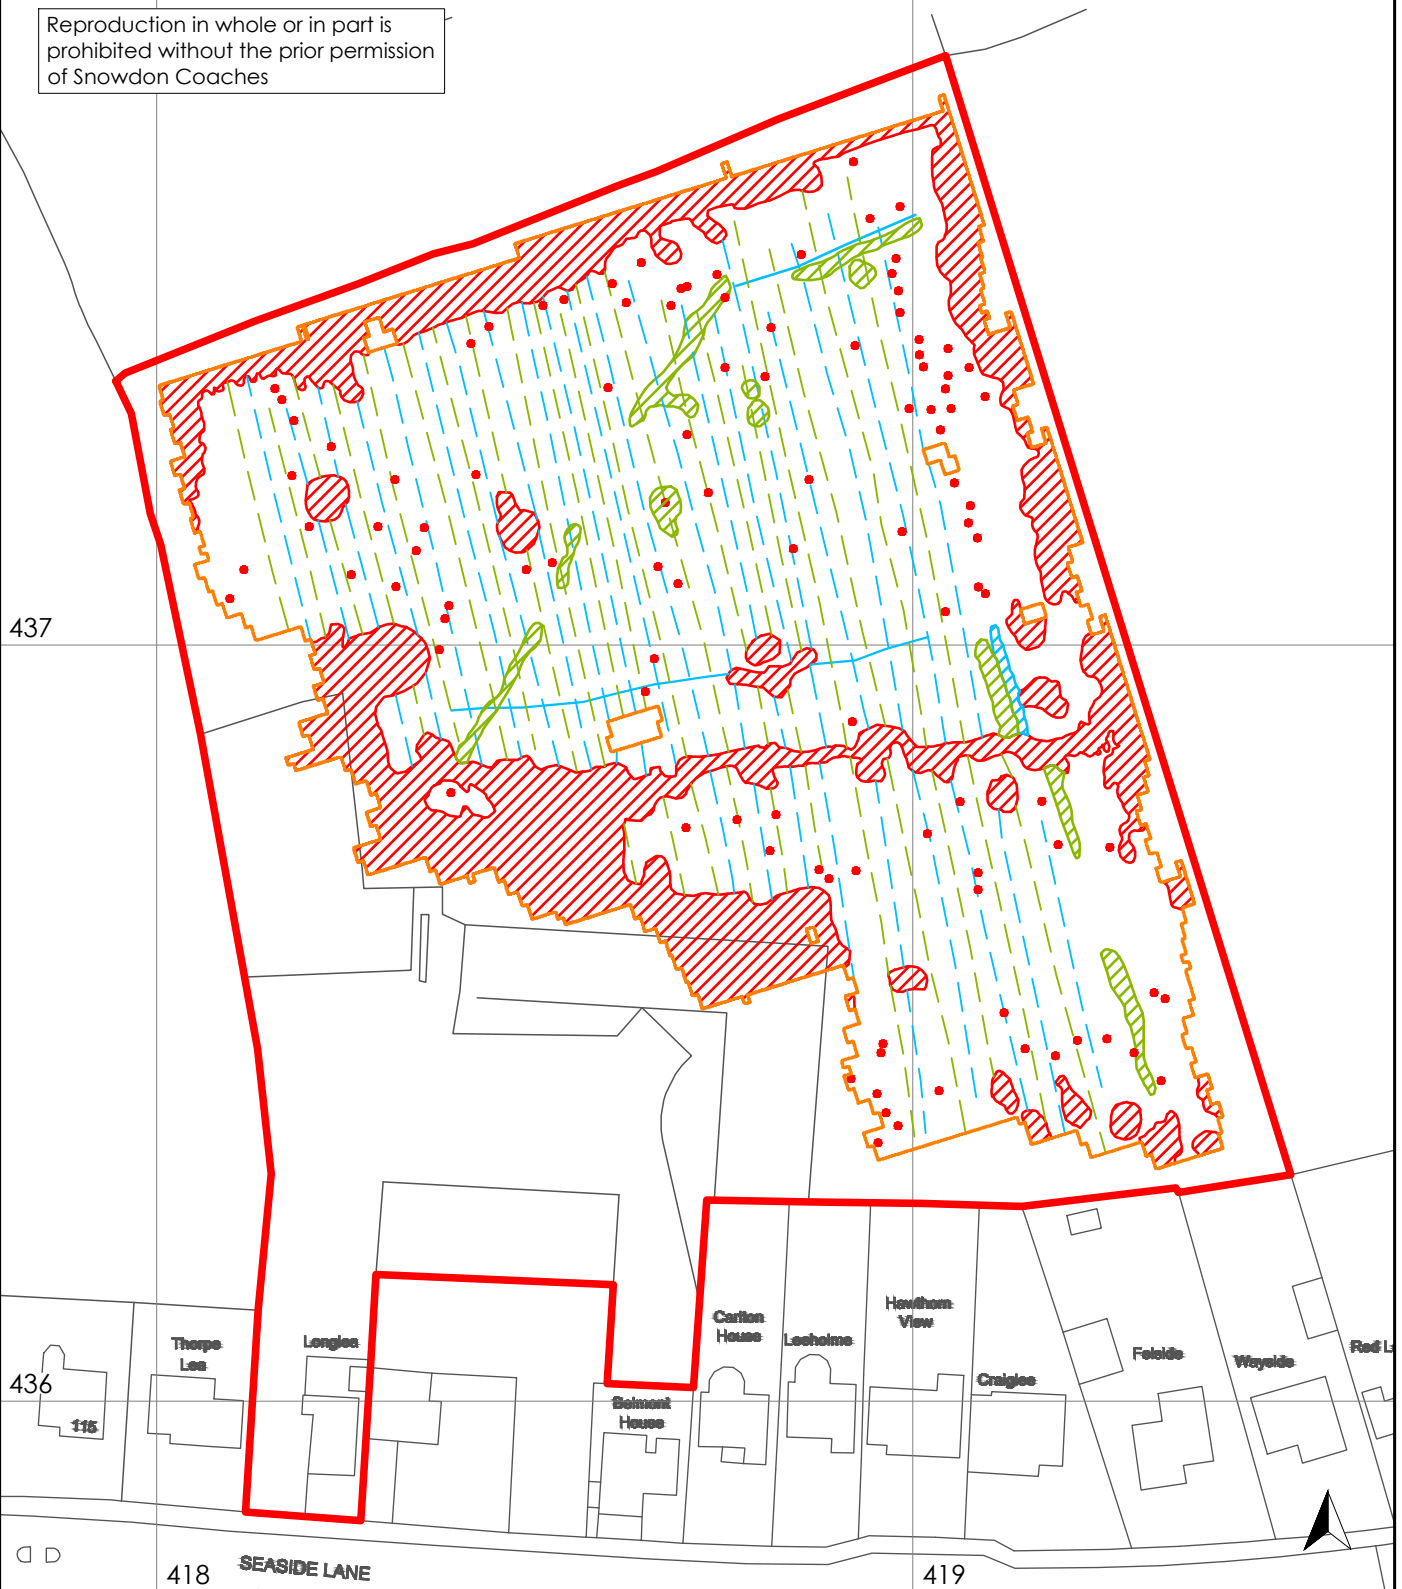 Reproduction in whole or in part is
prohibited without the prior permission
of Snowdon Coaches
437
436
Thorpe
Lea
Longlea
Carlton
House
Leeholme
Hawthorn
View
Craiglea
Felside
Wayside
Red L
115
Belmont
House
418
SEASIDE LANE
419